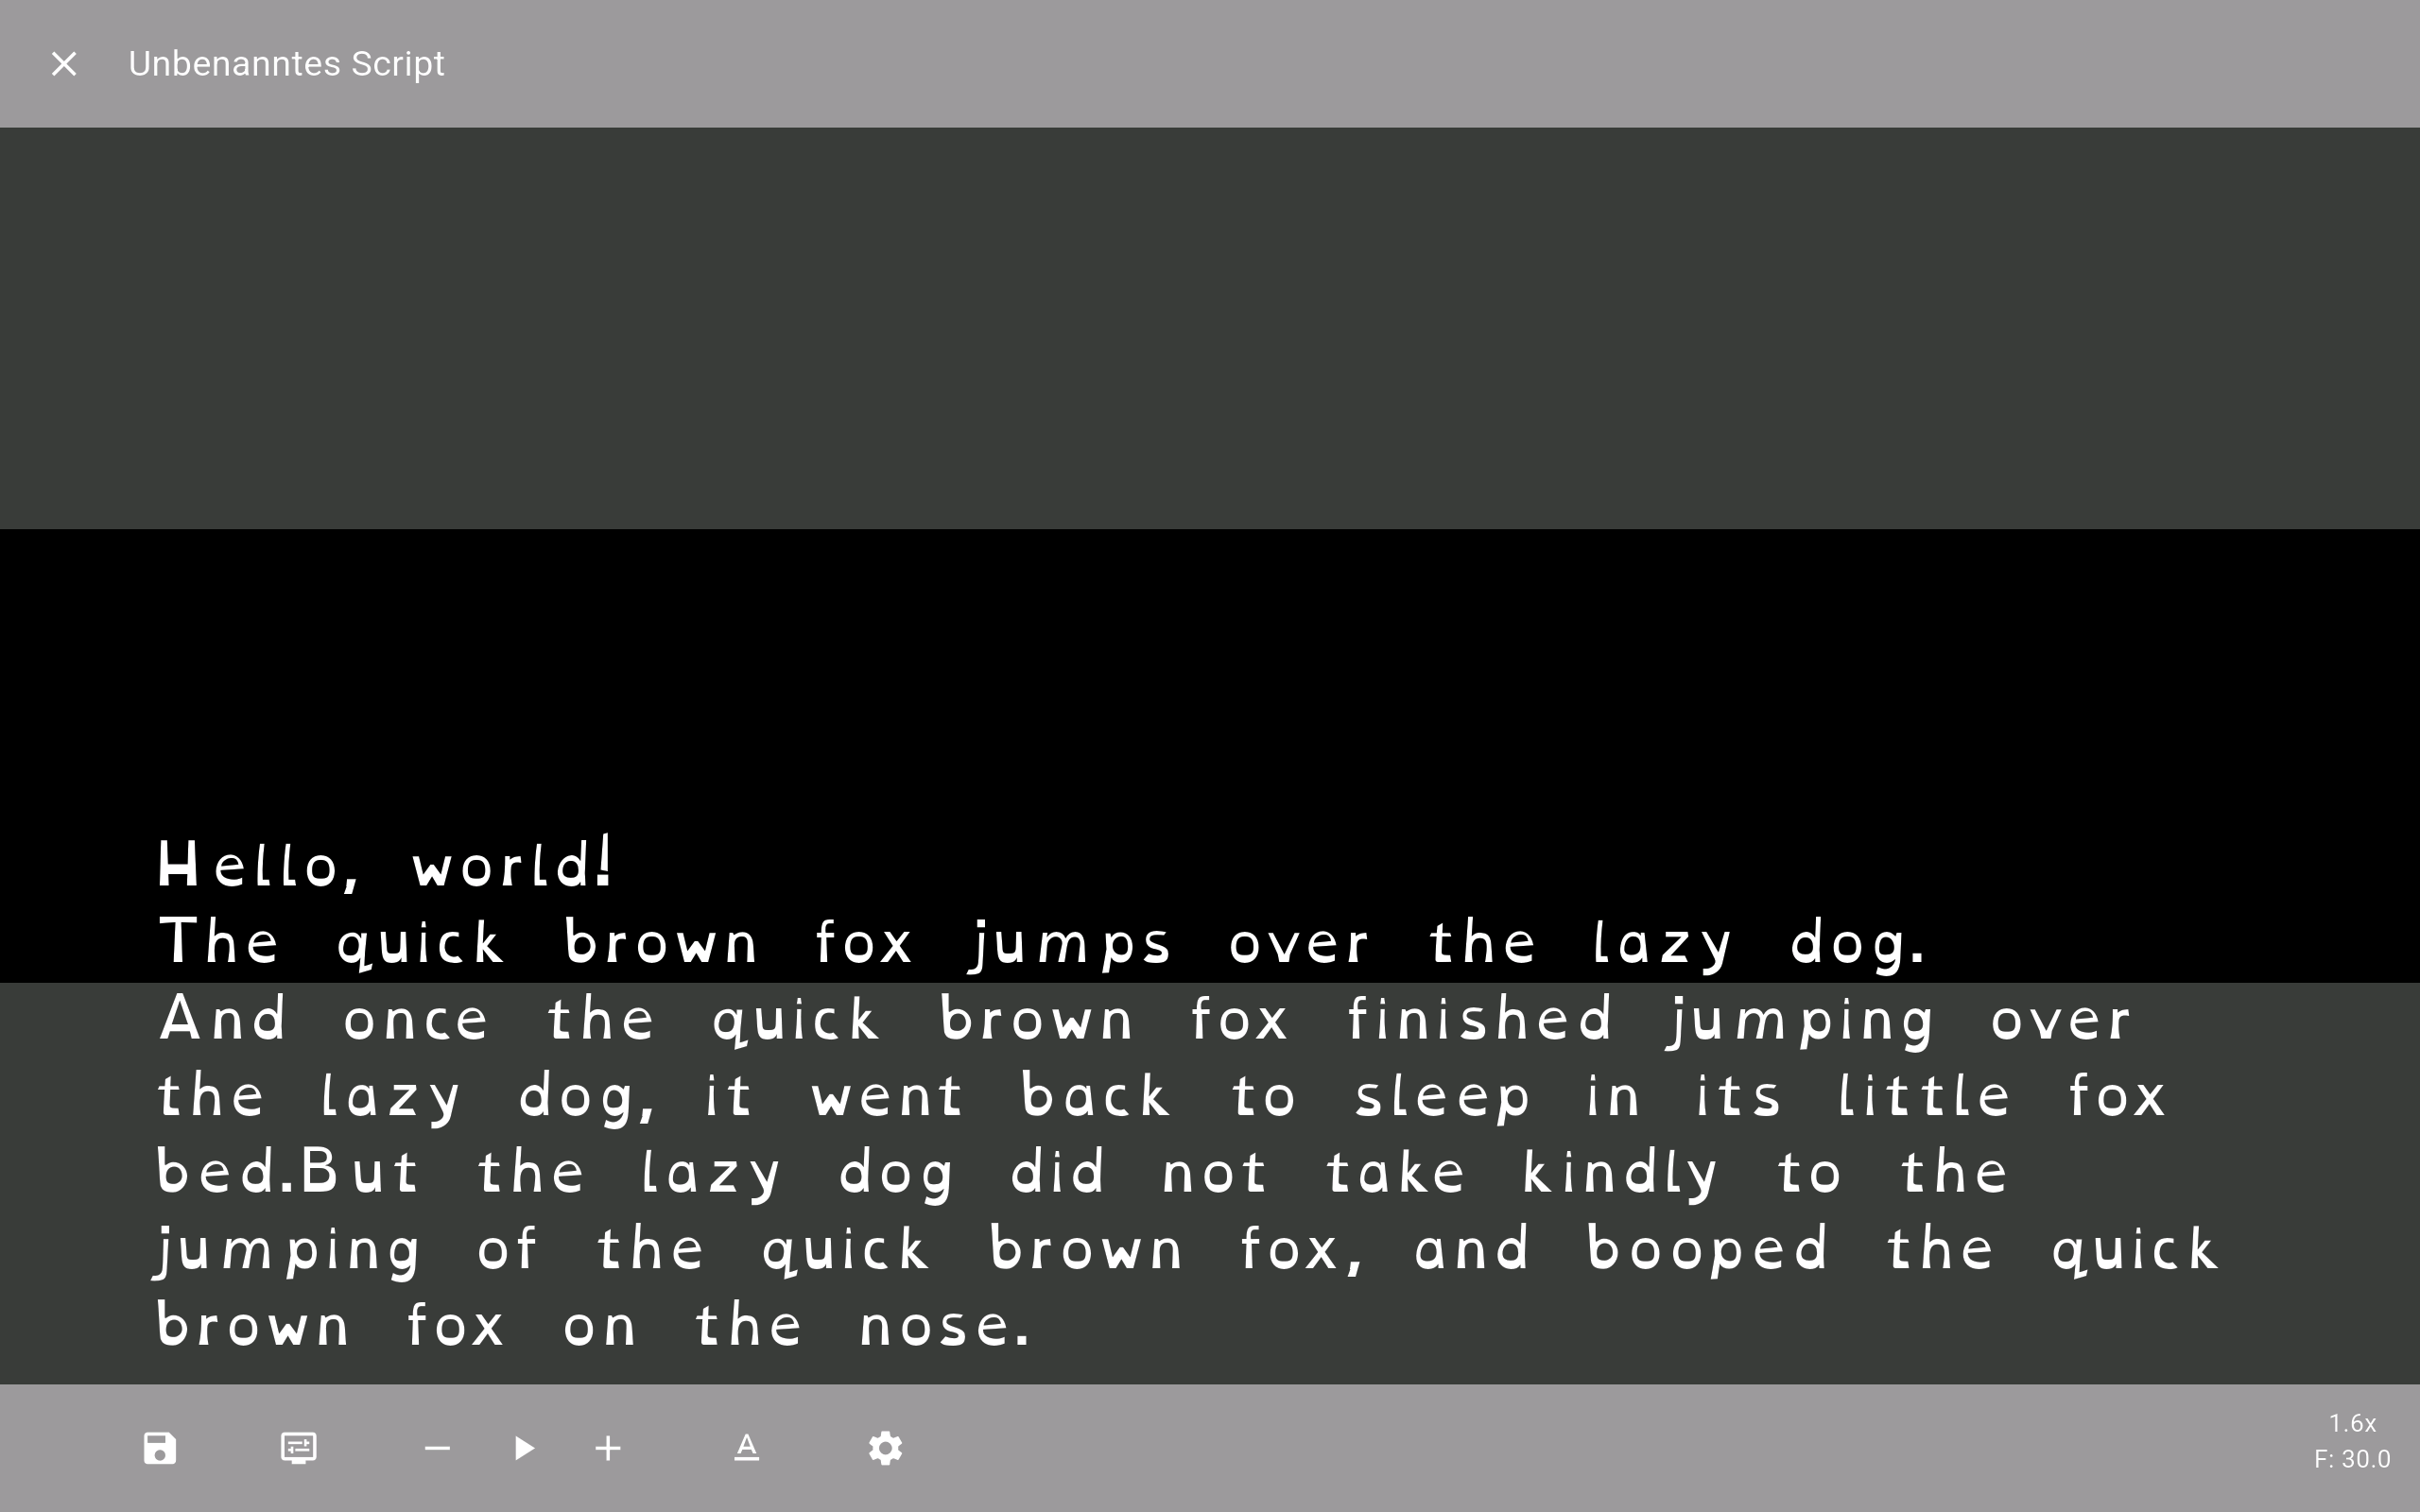 Unbenanntes Script
Hello, world!
The quick brown fox jumps over the lazy dog.
And once the quick brown fox finished jumping over
the lazy dog, it went back to sleep in its little fox
bed.But the lazy dog did not take kindly to the
jumping of the quick brown fox, and booped the quick
brown fox on the nose.
1.6x
F: 30.0